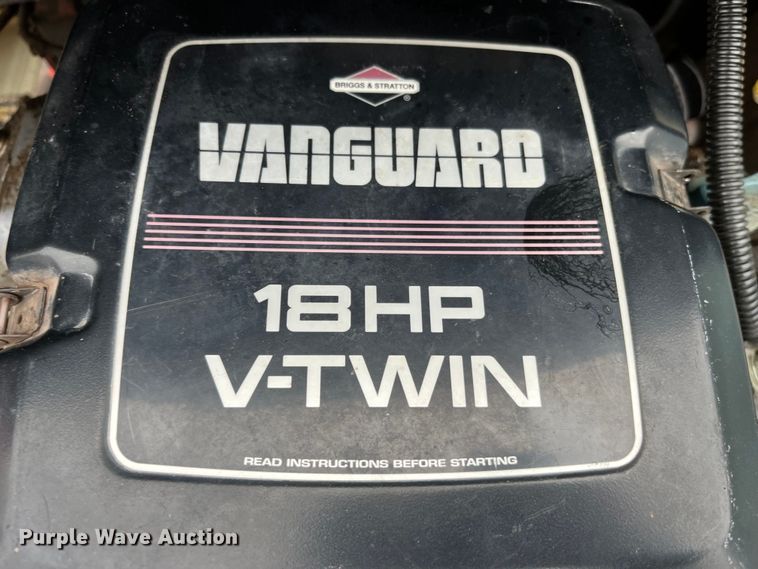 BRIGGS & STRATTON
®
VANGUARD
18 HP
V-TWIN
READ INSTRUCTIONS BEFORE STARTING
Purple Wave Auction